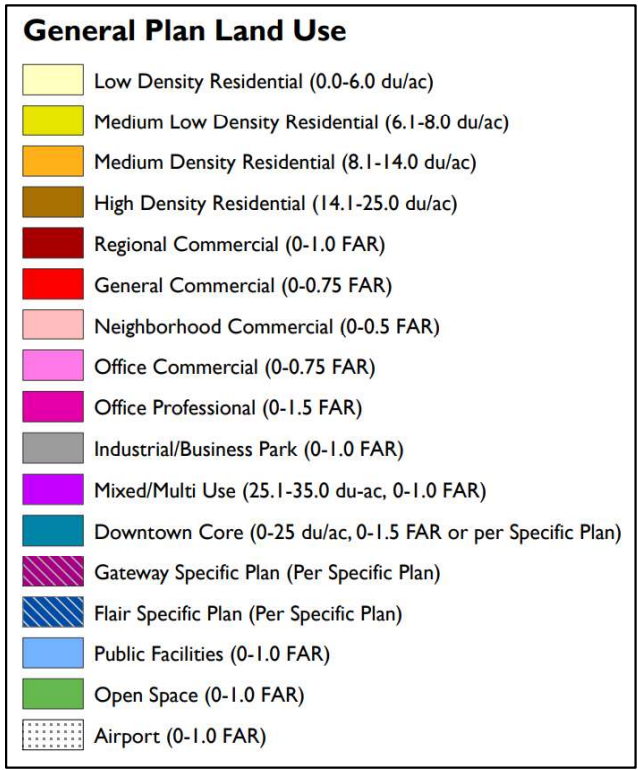 General Plan Land Use
Low Density Residential (0.0-6.0 du/ac)
Medium Low Density Residential (6.1-8.0 du/ac)
Medium Density Residential (8.1-14.0 du/ac)
High Density Residential (14.1-25.0 du/ac)
Regional Commercial (0-1.0 FAR)
General Commercial (0-0.75 FAR)
Neighborhood Commercial (0-0.5 FAR)
Office Commercial (0-0.75 FAR)
Office Professional (0-1.5 FAR)
Industrial/Business Park (0-1.0 FAR)
Mixed/Multi Use (25.1-35.0 du-ac, 0-1.0 FAR)
Downtown Core (0-25 du/ac, 0-1.5 FAR or per Specific Plan)
Gateway Specific Plan (Per Specific Plan)
Flair Specific Plan (Per Specific Plan)
Public Facilities (0-1.0 FAR)
Open Space (0-1.0 FAR)
Airport (0-1.0 FAR)